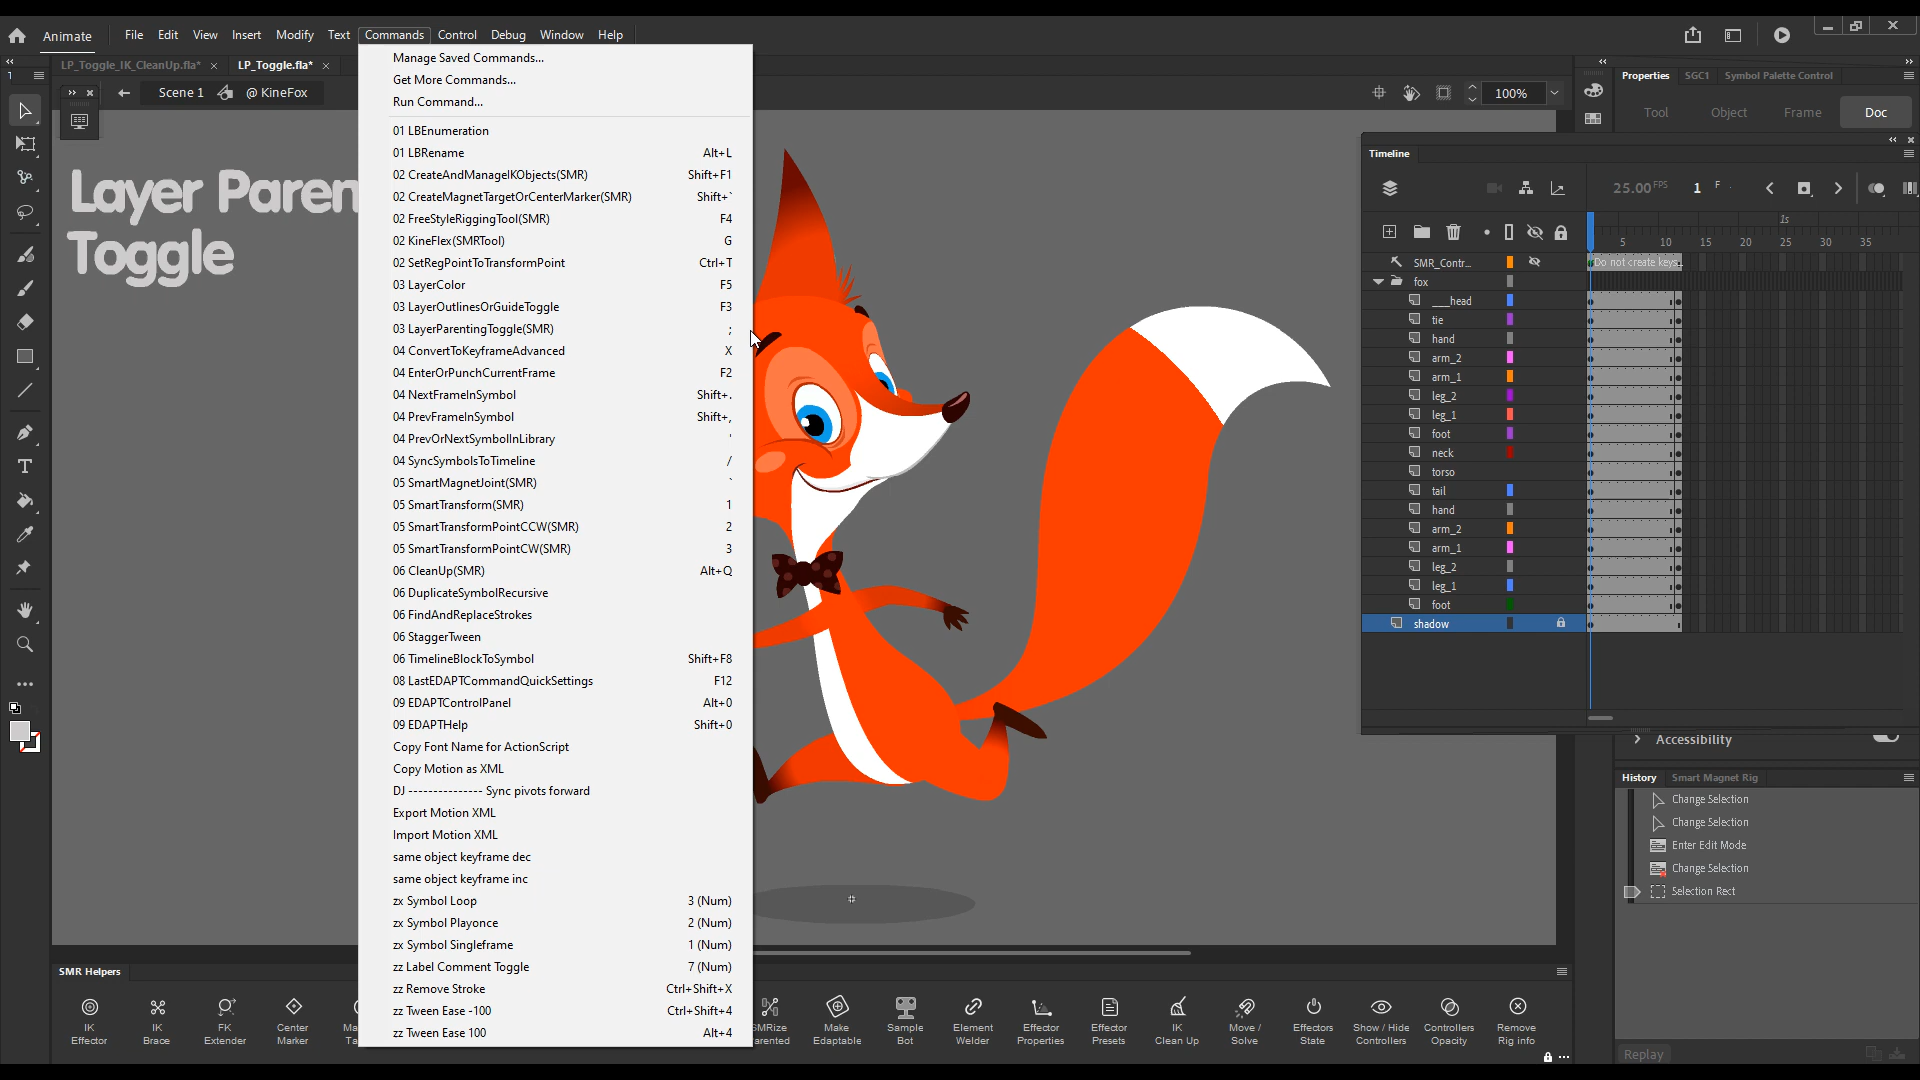 Animate File Edit View Insert Modify Text Commands Control Debug Window Help
LP_Toggle_IK_CleanUp.fla* × LP_Toggle.fla* ×
Scene 1 @ KineFox 100%
Layer Paren
Toggle
Manage Saved Commands...
Get More Commands...
Run Command...
01 LBEnumeration
01 LBRename Alt+L
02 CreateAndManageIKObjects(SMR) Shift+F1
02 CreateMagnetTargetOrCenterMarker(SMR) Shift+`
02 FreeStyleRiggingTool(SMR) F4
02 KineFlex(SMRTool) G
02 SetRegPointToTransformPoint Ctrl+T
03 LayerColor F5
03 LayerOutlinesOrGuideToggle F3
03 LayerParentingToggle(SMR) ;
04 ConvertToKeyframeAdvanced X
04 EnterOrPunchCurrentFrame F2
04 NextFrameInSymbol Shift+.
04 PrevFrameInSymbol Shift+,
04 PrevOrNextSymbolInLibrary '
04 SyncSymbolsToTimeline /
05 SmartMagnetJoint(SMR) `
05 SmartTransform(SMR) 1
05 SmartTransformPointCCW(SMR) 2
05 SmartTransformPointCW(SMR) 3
06 CleanUp(SMR) Alt+Q
06 DuplicateSymbolRecursive
06 FindAndReplaceStrokes
06 StaggerTween
06 TimelineBlockToSymbol Shift+F8
08 LastEDAPTCommandQuickSettings F12
09 EDAPTControlPanel Alt+0
09 EDAPTHelp Shift+0
Copy Font Name for ActionScript
Copy Motion as XML
DJ --------------- Sync pivots forward
Export Motion XML
Import Motion XML
same object keyframe dec
same object keyframe inc
zx Symbol Loop 3 (Num)
zx Symbol Playonce 2 (Num)
zx Symbol Singleframe 1 (Num)
zz Label Comment Toggle 7 (Num)
zz Remove Stroke Ctrl+Shift+X
zz Tween Ease -100 Ctrl+Shift+4
zz Tween Ease 100 Alt+4
Properties SGC1 Symbol Palette Control
Tool Object Frame Doc
Timeline
25.00 FPS 1 F
1s
5 10 15 20 25 30 35
SMR_Contr... Do not create keys
fox
___head
tie
hand
arm_2
arm_1
leg_2
leg_1
foot
neck
torso
tail
hand
arm_2
arm_1
leg_2
leg_1
foot
shadow
Accessibility
History Smart Magnet Rig
Change Selection
Change Selection
Enter Edit Mode
Change Selection
Selection Rect
Replay
SMR Helpers
IK Effector
IK Brace
FK Extender
Center Marker
Ma
Ta
SMRize
Parented
Make Adaptable
Sample Bot
Element Welder
Effector Properties
Effector Presets
IK Clean Up
Move / Solve
Effectors State
Show / Hide Controllers
Controllers Opacity
Remove Rig info